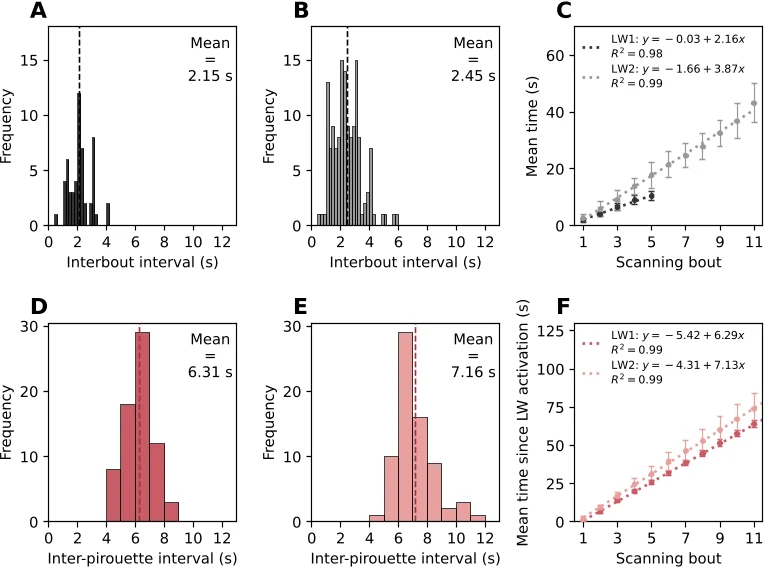 A
Frequency
15
10
5
0
Mean
=
2.15 s
0 2 4 6 8 10 12
Interbout interval (s)
B
Frequency
15
10
5
0
Mean
=
2.45 s
0 2 4 6 8 10 12
Interbout interval (s)
C
Mean time (s)
60
40
20
0
LW1: y = −0.03 + 2.16x
R² = 0.98
LW2: y = −1.66 + 3.87x
R² = 0.99
1 3 5 7 9 11
Scanning bout
D
Frequency
30
20
10
0
Mean
=
6.31 s
0 2 4 6 8 10 12
Inter-pirouette interval (s)
E
Frequency
30
20
10
0
Mean
=
7.16 s
0 2 4 6 8 10 12
Inter-pirouette interval (s)
F
Mean time since LW activation (s)
125
100
75
50
25
0
LW1: y = −5.42 + 6.29x
R² = 0.99
LW2: y = −4.31 + 7.13x
R² = 0.99
1 3 5 7 9 11
Scanning bout